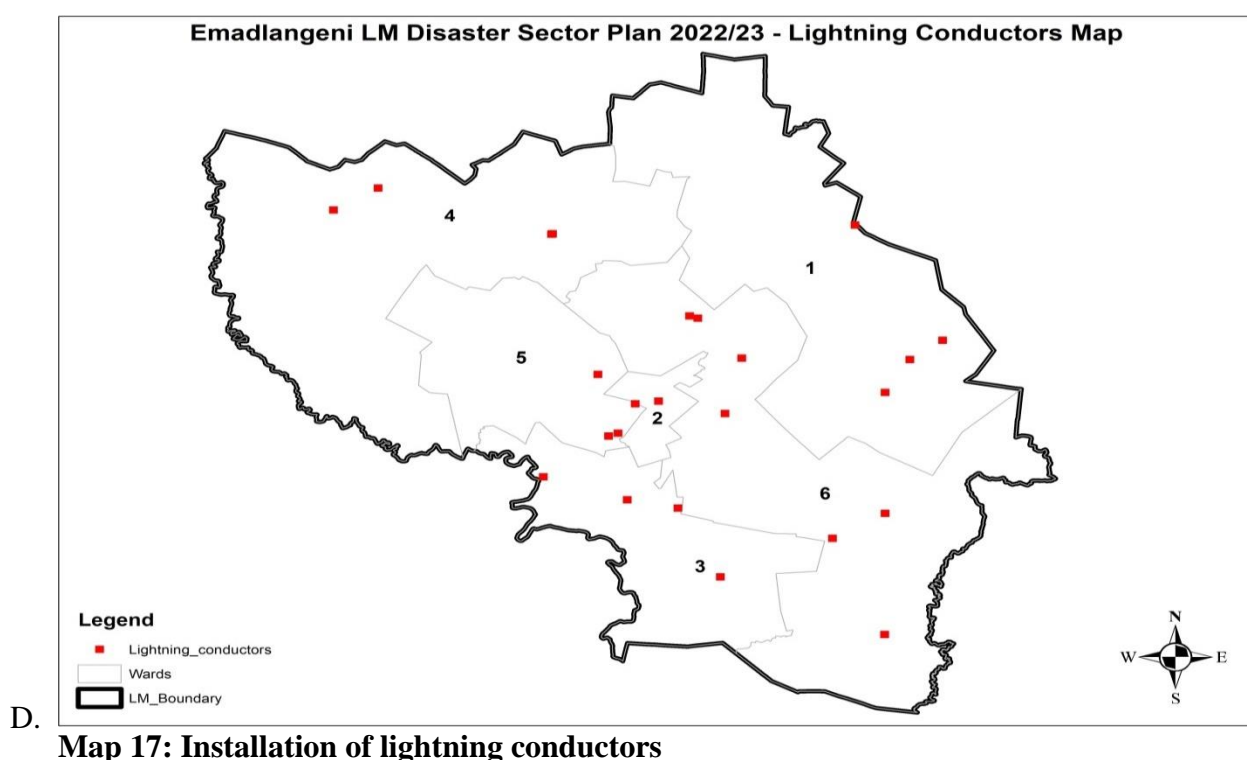 Emadlangeni LM Disaster Sector Plan 2022/23 - Lightning Conductors Map
4
1
5
2
6
3
Legend
Lightning_conductors
Wards
LM_Boundary
N
W E
S
D.
Map 17: Installation of lightning conductors